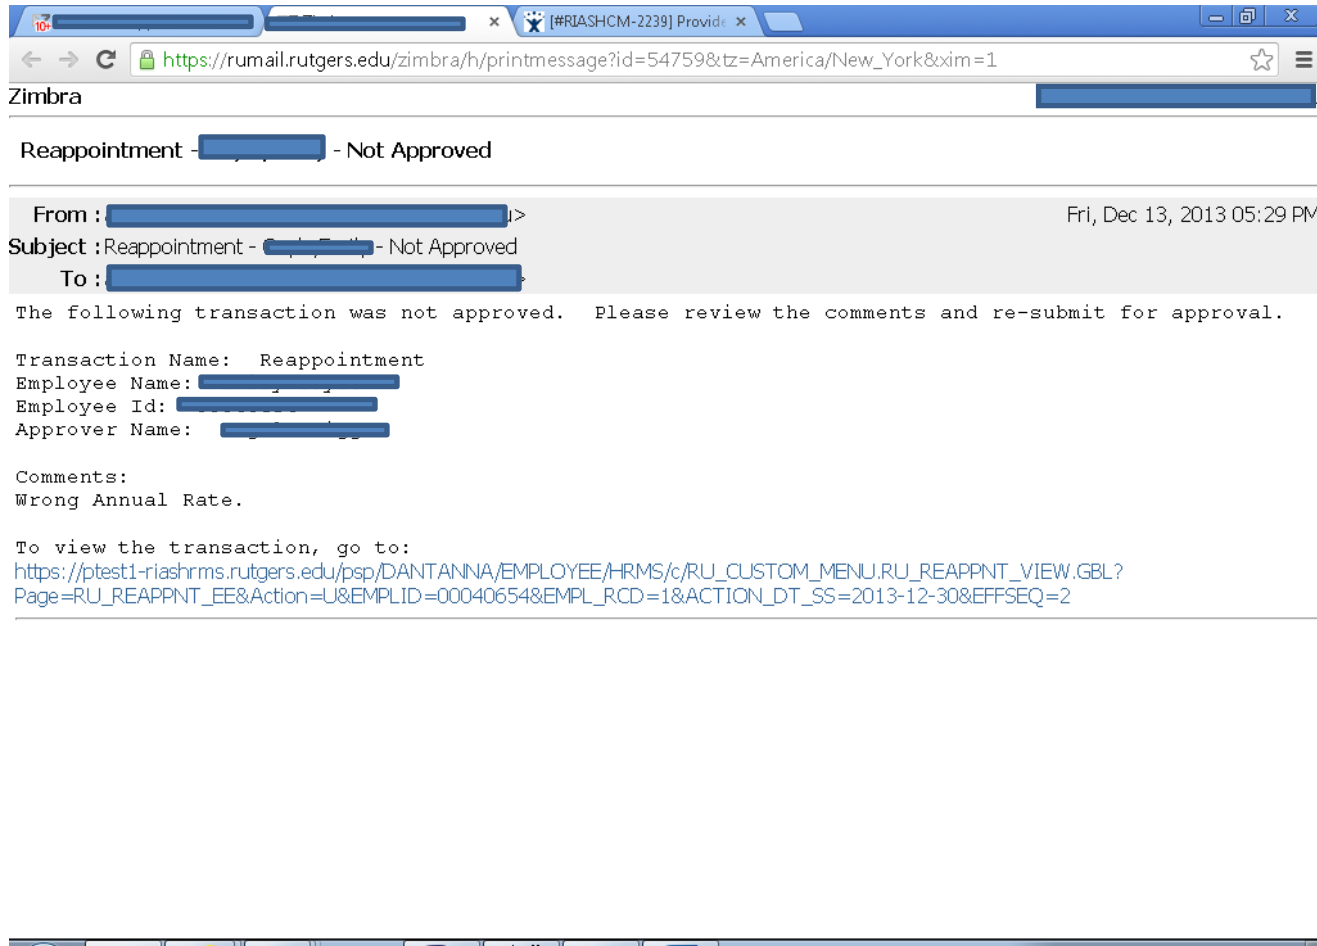 10+
[#RIASHCM-2239] Provide
https://rumail.rutgers.edu/zimbra/h/printmessage?id=54759&tz=America/New_York&xim=1
Zimbra
Reappointment - - Not Approved
From : >
Fri, Dec 13, 2013 05:29 PM
Subject : Reappointment - - Not Approved
To :
The following transaction was not approved. Please review the comments and re-submit for approval.
Transaction Name: Reappointment
Employee Name:
Employee Id:
Approver Name:
Comments:
Wrong Annual Rate.
To view the transaction, go to:
https://ptest1-riashrms.rutgers.edu/psp/DANTANNA/EMPLOYEE/HRMS/c/RU_CUSTOM_MENU.RU_REAPPNT_VIEW.GBL?
Page=RU_REAPPNT_EE&Action=U&EMPLID=00040654&EMPL_RCD=1&ACTION_DT_SS=2013-12-30&EFFSEQ=2